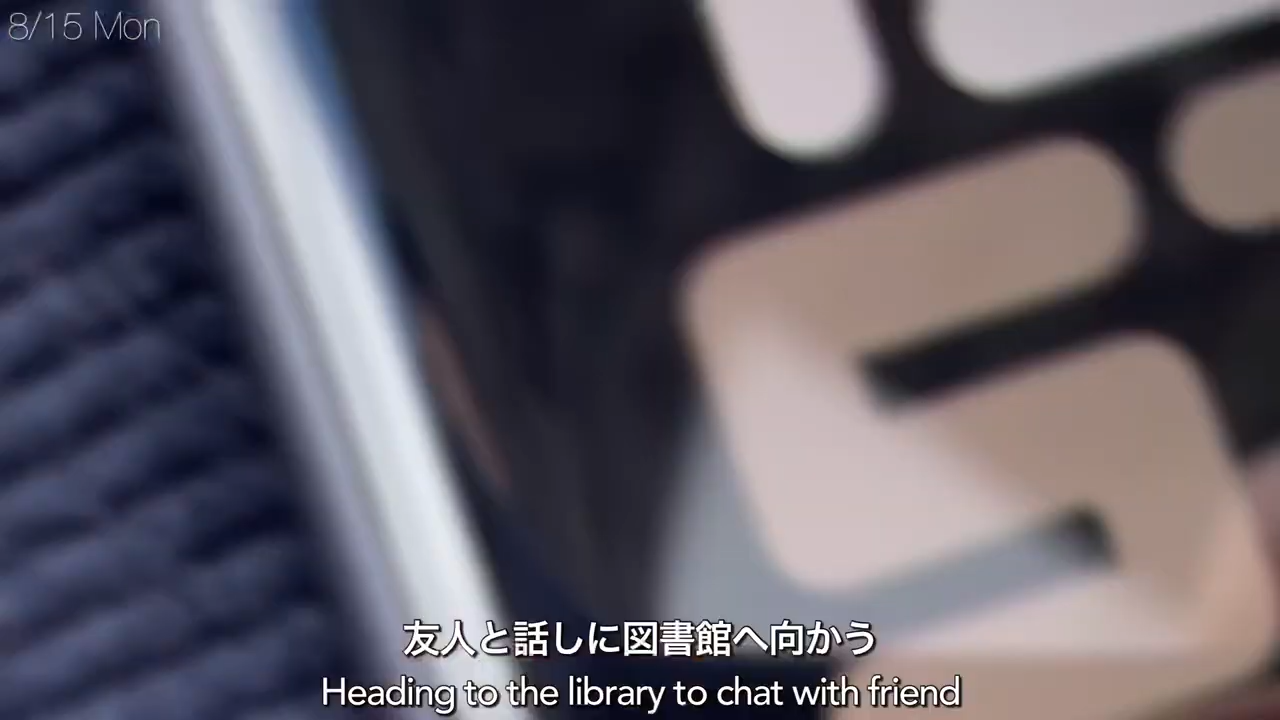 8/15 Mon
友人と話しに図書館へ向かう
Heading to the library to chat with friend